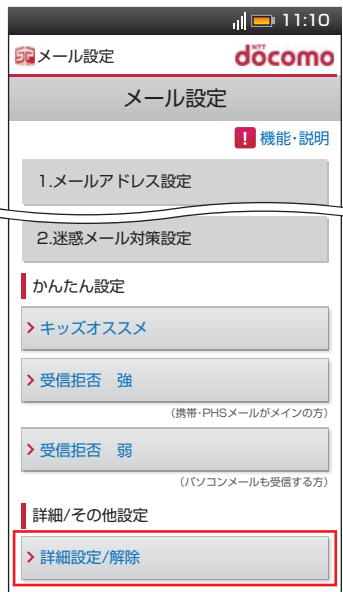 11:10
メール設定
NTT
döcomo
メール設定
! 機能・説明
1.メールアドレス設定
2.迷惑メール対策設定
かんたん設定
キッズオススメ
受信拒否 強
(携帯・PHSメールがメインの方)
受信拒否 弱
(パソコンメールも受信する方)
詳細/その他設定
詳細設定/解除